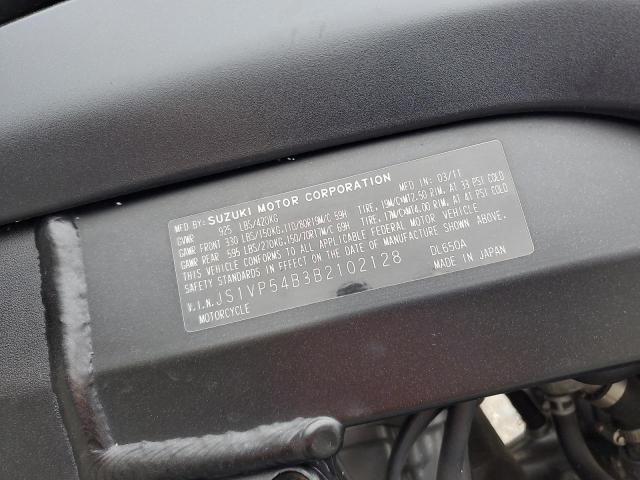 MFD BY: SUZUKI MOTOR CORPORATION MFD IN: 03/11
GVWR 925 LBS/420KG
GAWR FRONT 330 LBS/150KG, 110/80R19M/C 59H TIRE, 19M/C×MT2.50 RIM, AT 33 PSI COLD
GAWR REAR 595 LBS/270KG, 150/70R17M/C 69H TIRE, 17M/C×MT4.00 RIM, AT 41 PSI COLD
THIS VEHICLE CONFORMS TO ALL APPLICABLE FEDERAL MOTOR VEHICLE
SAFETY STANDARDS IN EFFECT ON THE DATE OF MANUFACTURE SHOWN ABOVE.
V.I.N. JS1VP54B3B2102128 DL650A
MOTORCYCLE MADE IN JAPAN